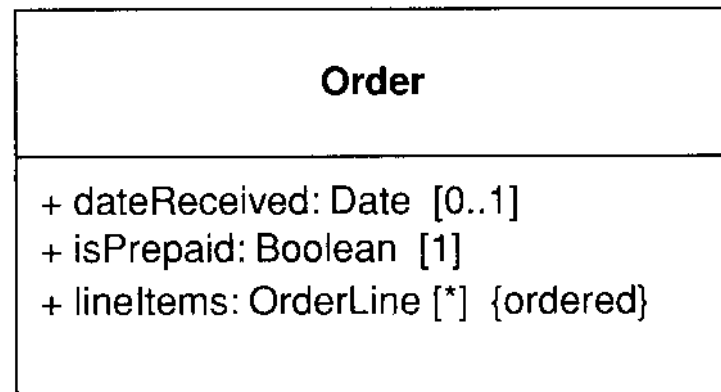 Order
+ dateReceived: Date [0..1]
+ isPrepaid: Boolean [1]
+ lineItems: OrderLine [*] {ordered}